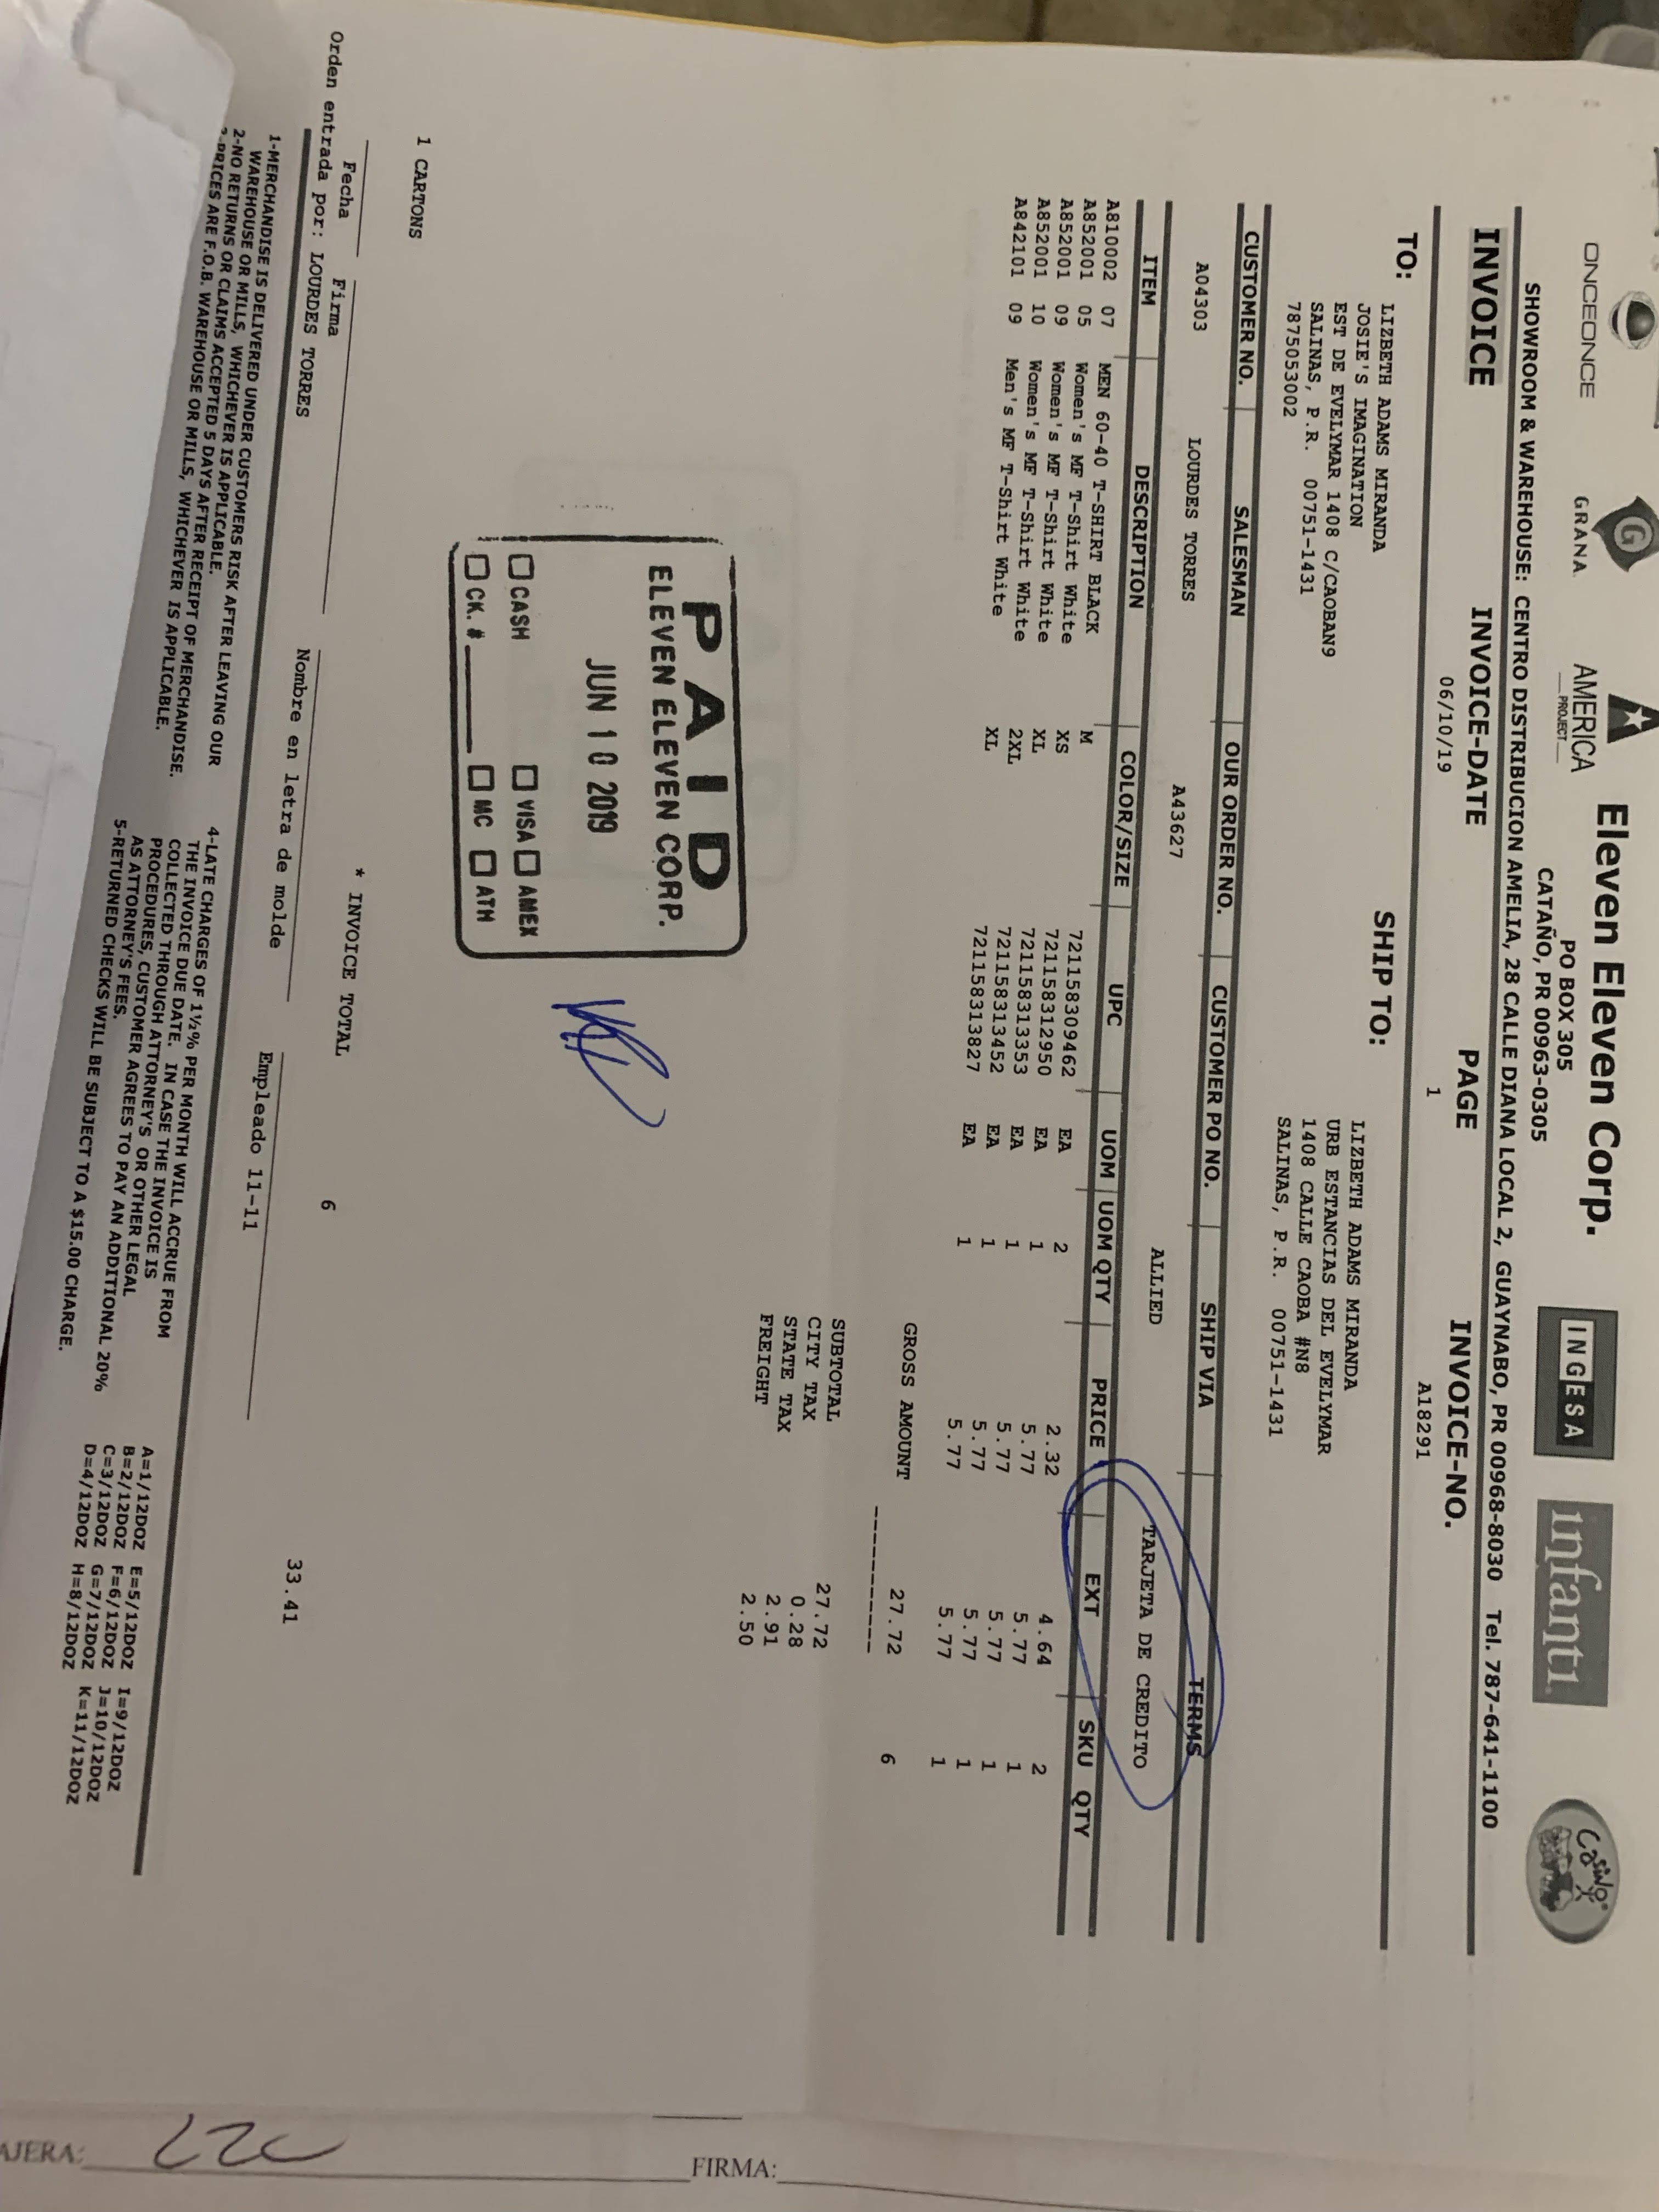 ONCEONCE
G
GRANA
AMERICA
PROJECT
Eleven Eleven Corp.
PO BOX 305
CATAÑO, PR 00963-0305
INGESA
infanti
Casino
SHOWROOM & WAREHOUSE: CENTRO DISTRIBUCION AMELIA, 28 CALLE DIANA LOCAL 2, GUAYNABO, PR 00968-8030 Tel. 787-641-1100
INVOICE INVOICE-DATE PAGE INVOICE-NO.
06/10/19 1 A18291
TO: SHIP TO:
LIZBETH ADAMS MIRANDA
JOSIE'S IMAGINATION
EST DE EVELYMAR 1408 C/CAOBAN9
SALINAS, P.R. 00751-1431
7875053002
LIZBETH ADAMS MIRANDA
URB ESTANCIAS DEL EVELYMAR
1408 CALLE CAOBA #N8
SALINAS, P.R. 00751-1431
CUSTOMER NO. SALESMAN OUR ORDER NO. CUSTOMER PO NO. SHIP VIA TERMS
A04303 LOURDES TORRES A43627 ALLIED TARJETA DE CREDITO
ITEM DESCRIPTION COLOR/SIZE UPC UOM UOM QTY PRICE EXT SKU QTY
A810002 07 MEN 60-40 T-SHIRT BLACK M 721158309462 EA 2 2.32 4.64 2
A852001 05 Women's MF T-Shirt White XS 721158312950 EA 1 5.77 5.77 1
A852001 09 Women's MF T-Shirt White XL 721158313353 EA 1 5.77 5.77 1
A852001 10 Women's MF T-Shirt White 2XL 721158313452 EA 1 5.77 5.77 1
A842101 09 Men's MF T-Shirt White XL 721158313827 EA 1 5.77 5.77 1
GROSS AMOUNT 27.72 6
----------
SUBTOTAL 27.72
CITY TAX 0.28
STATE TAX 2.91
FREIGHT 2.50
PAID
ELEVEN ELEVEN CORP.
JUN 10 2019
CASH VISA AMEX
CK. # MC ATH
1 CARTONS
* INVOICE TOTAL 6 33.41
Fecha Firma Nombre en letra de molde Empleado 11-11
Orden entrada por: LOURDES TORRES
1-MERCHANDISE IS DELIVERED UNDER CUSTOMERS RISK AFTER LEAVING OUR
WAREHOUSE OR MILLS, WHICHEVER IS APPLICABLE.
2-NO RETURNS OR CLAIMS ACCEPTED 5 DAYS AFTER RECEIPT OF MERCHANDISE.
3-PRICES ARE F.O.B. WAREHOUSE OR MILLS, WHICHEVER IS APPLICABLE.
4-LATE CHARGES OF 1½% PER MONTH WILL ACCRUE FROM
THE INVOICE DUE DATE. IN CASE THE INVOICE IS
COLLECTED THROUGH ATTORNEY'S OR OTHER LEGAL
PROCEDURES, CUSTOMER AGREES TO PAY AN ADDITIONAL 20%
AS ATTORNEY'S FEES.
5-RETURNED CHECKS WILL BE SUBJECT TO A $15.00 CHARGE.
A=1/12DOZ E=5/12DOZ I=9/12DOZ
B=2/12DOZ F=6/12DOZ J=10/12DOZ
C=3/12DOZ G=7/12DOZ K=11/12DOZ
D=4/12DOZ H=8/12DOZ
AJERA:
FIRMA: